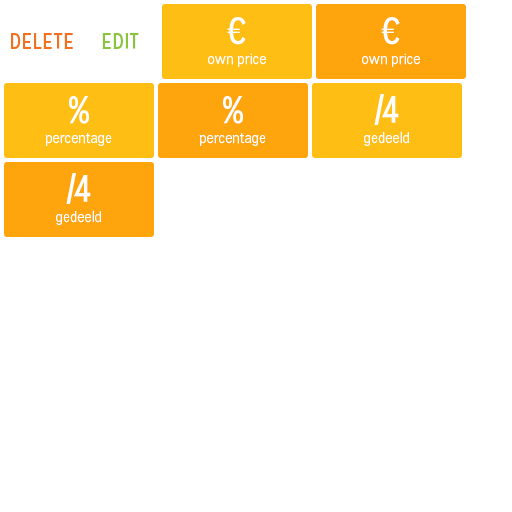 DELETE
EDIT
€
own price
€
own price
%
percentage
%
percentage
/4
gedeeld
/4
gedeeld